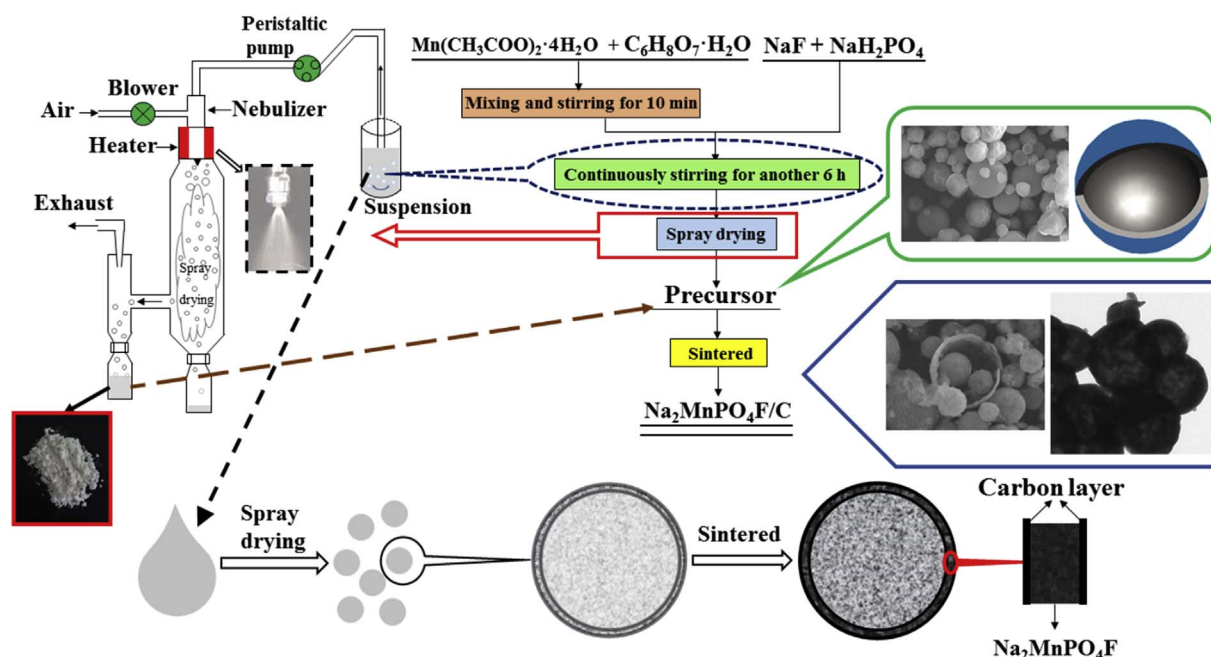 Peristaltic
pump
Blower
Air
Nebulizer
Heater
Exhaust
Spray
drying
Suspension
Mn(CH₃COO)₂·4H₂O + C₆H₈O₇·H₂O
NaF + NaH₂PO₄
Mixing and stirring for 10 min
Continuously stirring for another 6 h
Spray drying
Precursor
Sintered
Na₂MnPO₄F/C
Spray
drying
Sintered
Carbon layer
Na₂MnPO₄F